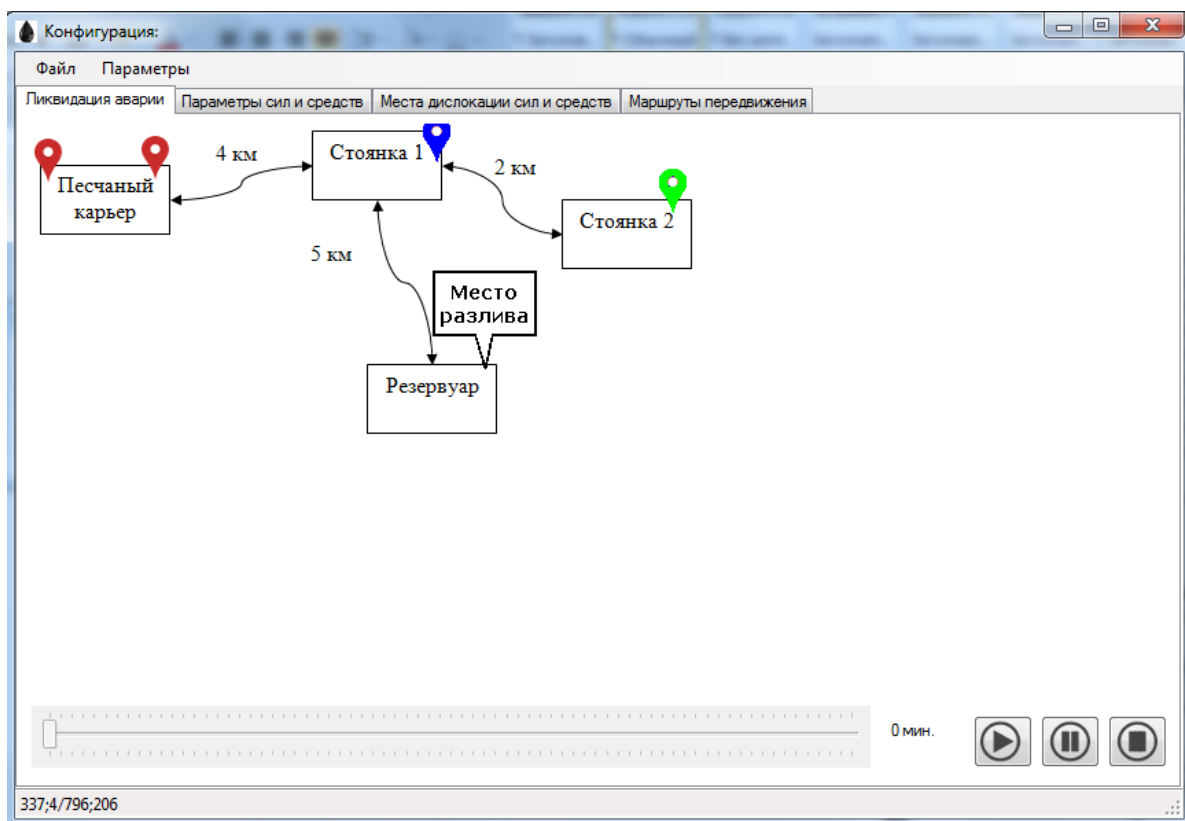 Конфигурация:
Файл Параметры
Ликвидация аварии Параметры сил и средств Места дислокации сил и средств Маршруты передвижения
4 км
Стоянка 1
2 км
Песчаный
карьер
Стоянка 2
5 км
Место
разлива
Резервуар
0 мин.
337;4/796;206